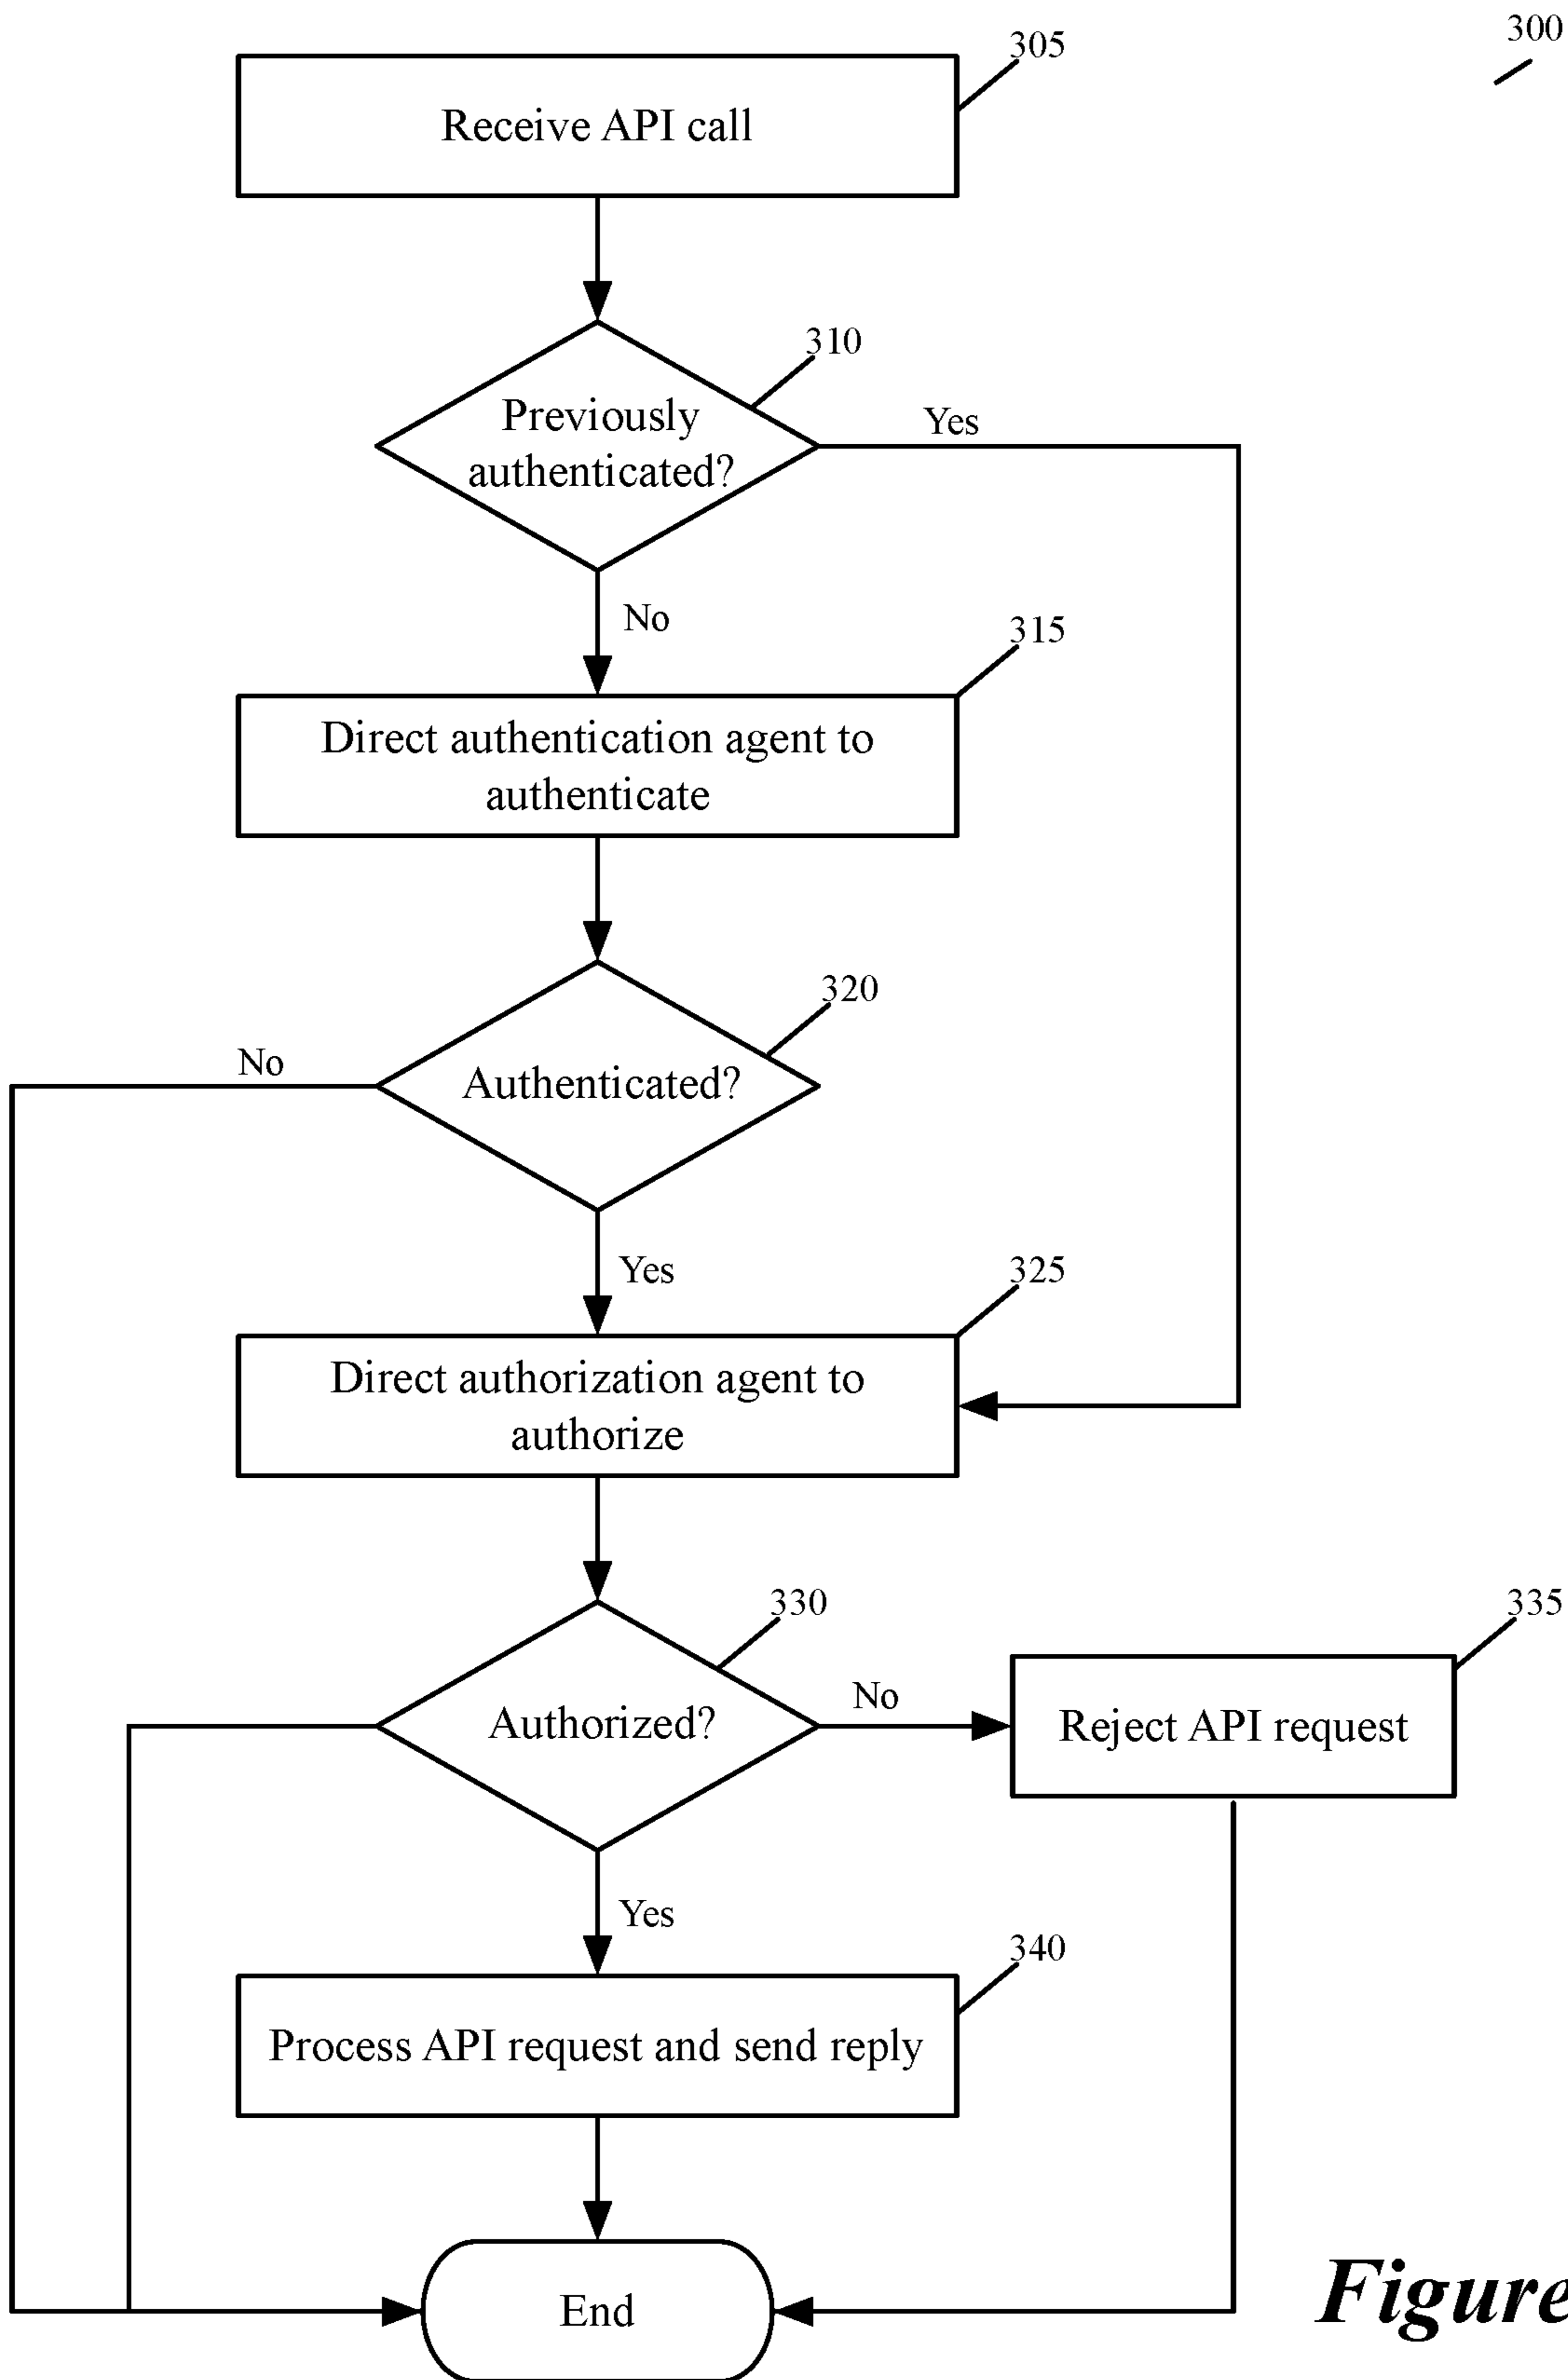 300
305
Receive API call
310
Previously
authenticated?
Yes
No
315
Direct authentication agent to
authenticate
320
Authenticated?
No
Yes
325
Direct authorization agent to
authorize
330
Authorized?
No
335
Reject API request
Yes
340
Process API request and send reply
End
Figure